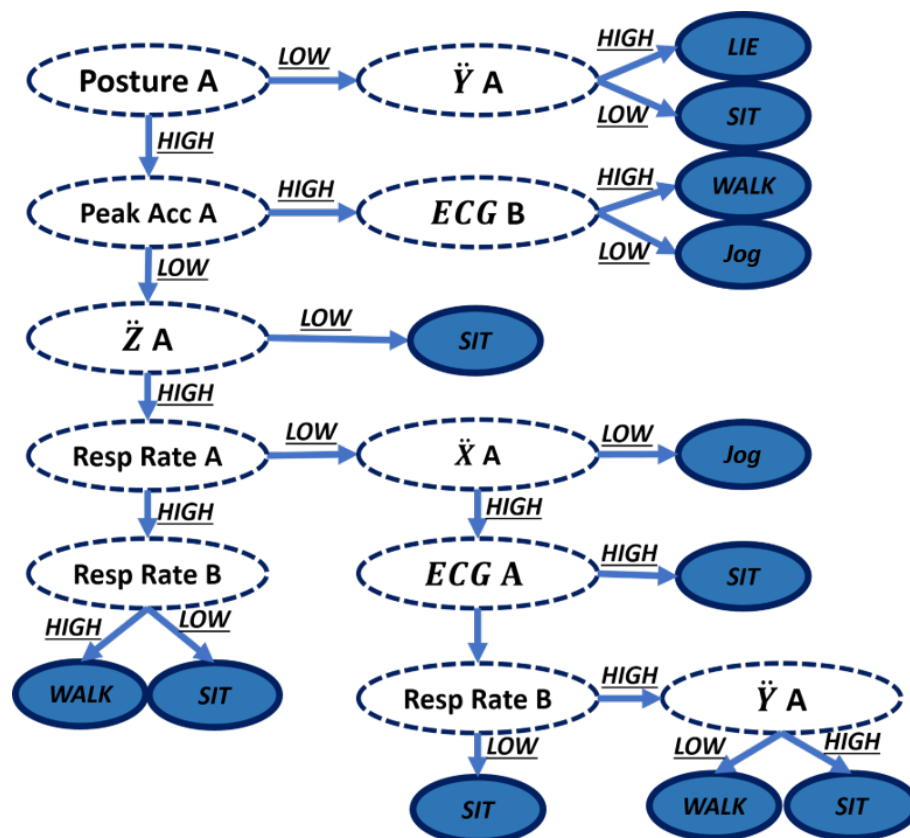 Posture A
LOW
Ÿ A
HIGH
LIE
LOW
SIT
HIGH
Peak Acc A
HIGH
ECG B
HIGH
WALK
LOW
Jog
LOW
Z̈ A
LOW
SIT
HIGH
Resp Rate A
LOW
Ẍ A
LOW
Jog
HIGH
HIGH
Resp Rate B
ECG A
HIGH
SIT
HIGH
LOW
WALK
SIT
Resp Rate B
HIGH
Ÿ A
LOW
LOW
HIGH
SIT
WALK
SIT